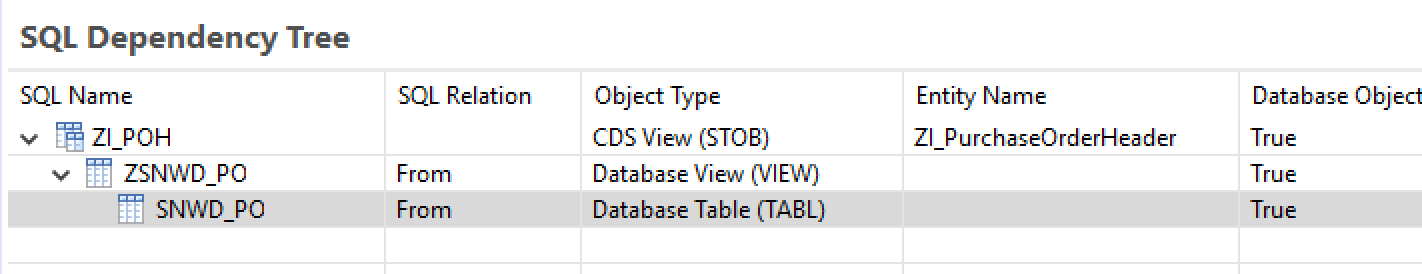 SQL Dependency Tree
SQL Name SQL Relation Object Type Entity Name Database Object
ZI_POH CDS View (STOB) ZI_PurchaseOrderHeader True
ZSNWD_PO From Database View (VIEW) True
SNWD_PO From Database Table (TABL) True